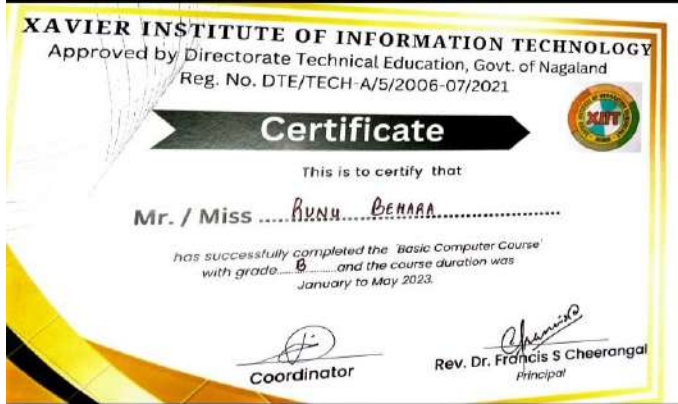 XAVIER INSTITUTE OF INFORMATION TECHNOLOGY
Approved by Directorate Technical Education, Govt. of Nagaland
Reg. No. DTE/TECH-A/5/2006-07/2021
XIIT
Certificate
This is to certify that
Mr. / Miss ..... RUNU BEHARA ....................
has successfully completed the 'Basic Computer Course'
with grade ..... B ........ and the course duration was
January to May 2023.
Coordinator
Rev. Dr. Francis S Cheerangal
Principal